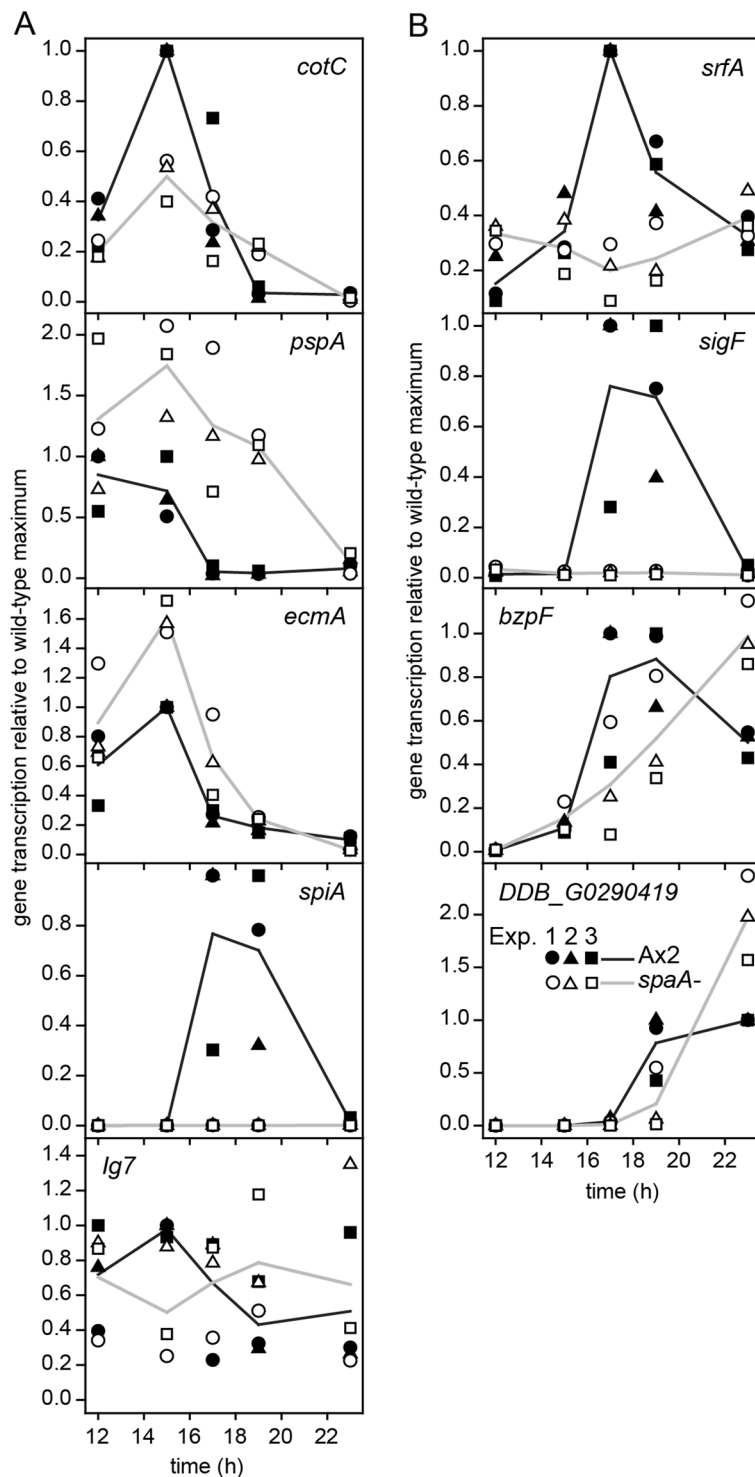 A
cotC
1.0
0.8
0.6
0.4
0.2
0.0
pspA
2.0
1.5
1.0
0.5
0.0
ecmA
1.6
1.4
1.2
1.0
0.8
0.6
0.4
0.2
0.0
spiA
0.8
0.6
0.4
0.2
0.0
Ig7
1.4
1.2
1.0
0.8
0.6
0.4
0.2
0.0
12 14 16 18 20 22
time (h)
gene transcription relative to wild-type maximum
B
srfA
1.0
0.8
0.6
0.4
0.2
sigF
1.0
0.8
0.6
0.4
0.2
0.0
bzpF
1.0
0.8
0.6
0.4
0.2
0.0
DDB_G0290419
Exp. 1 2 3
Ax2
spaA-
2.0
1.5
1.0
0.5
0.0
12 14 16 18 20 22
time (h)
gene transcription relative to wild-type maximum